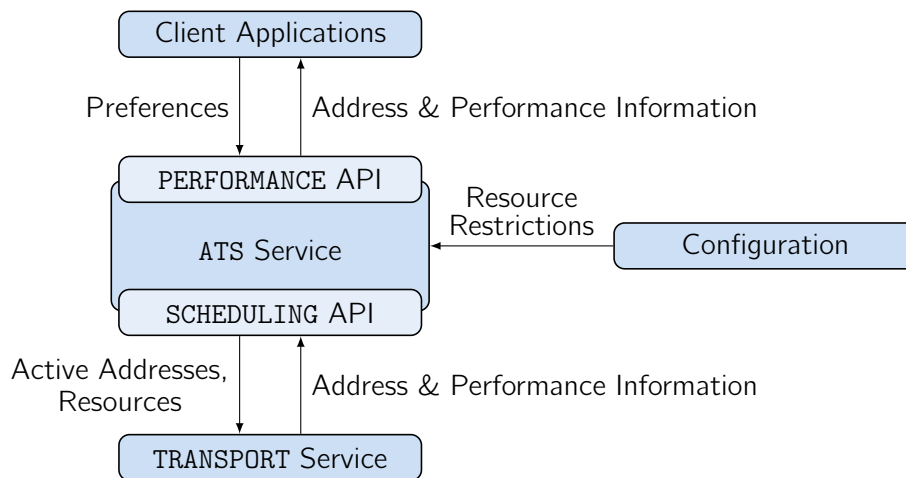 Client Applications
Preferences
Address & Performance Information
PERFORMANCE API
Resource
Restrictions
ATS Service
Configuration
SCHEDULING API
Active Addresses,
Resources
Address & Performance Information
TRANSPORT Service